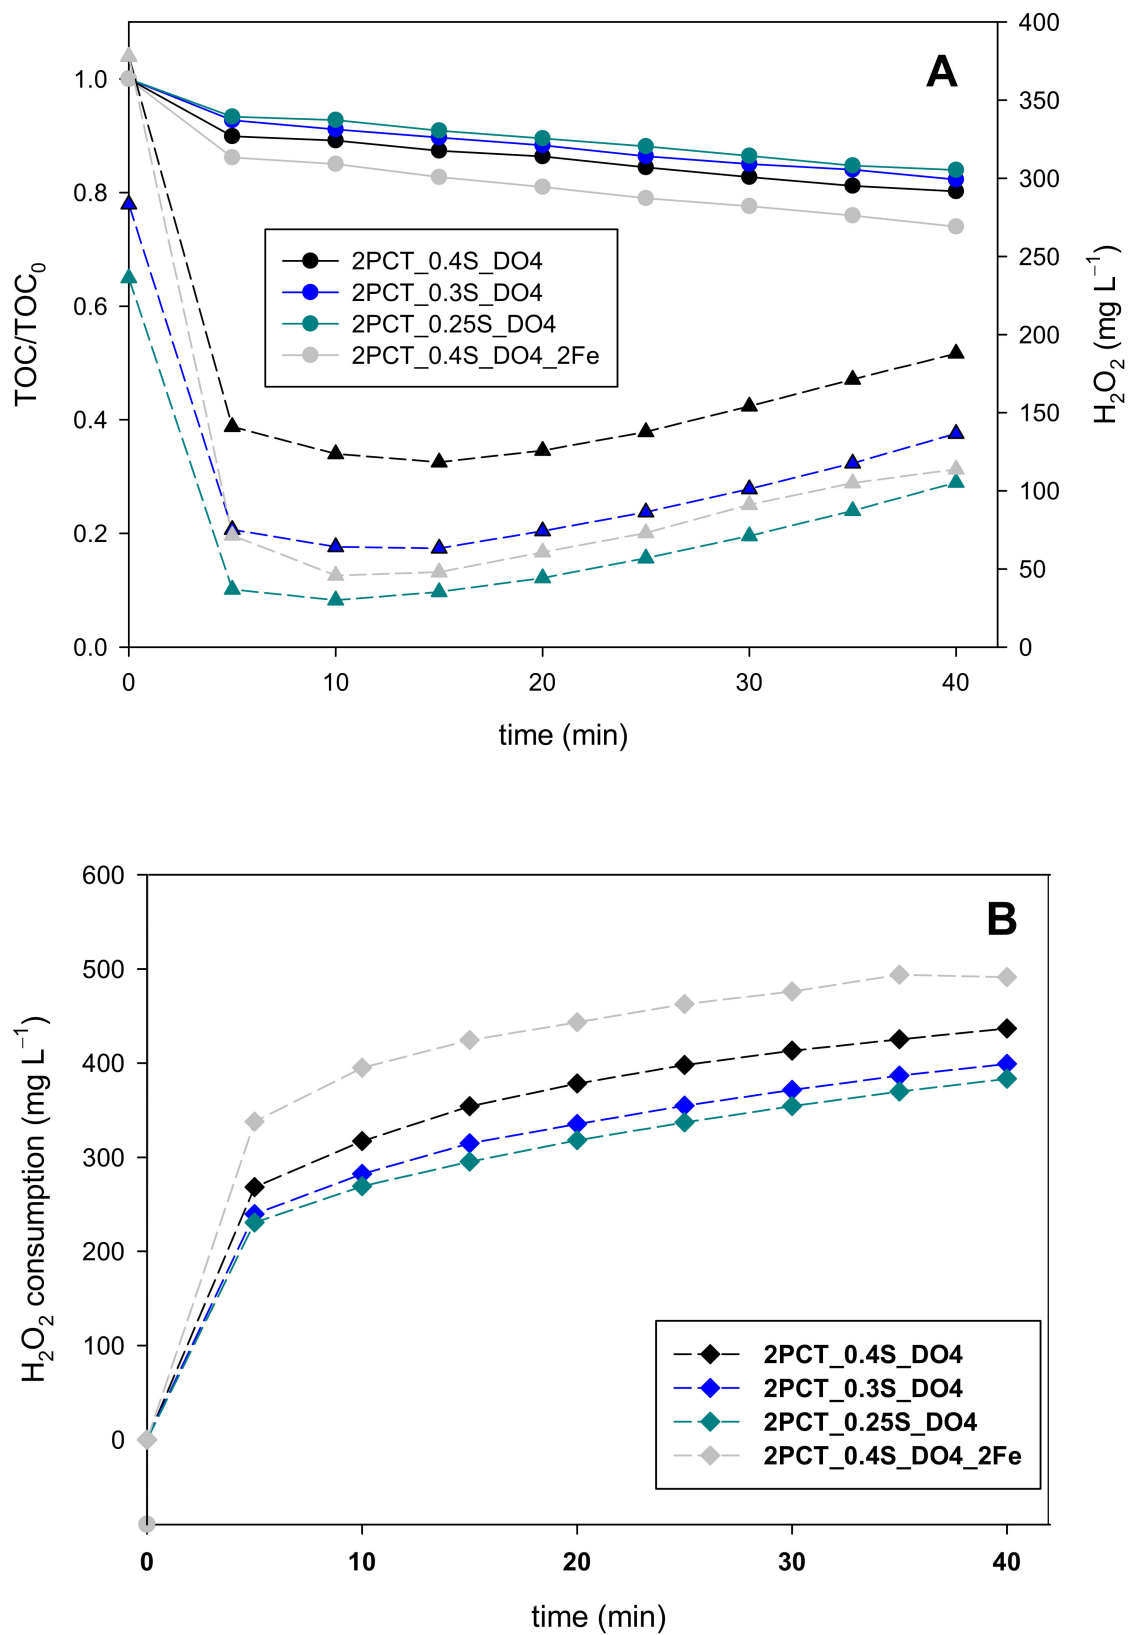 A
TOC/TOC₀
1.0
0.8
0.6
0.4
0.2
0.0
400
350
300
250
200
150
100
50
0
H₂O₂ (mg L⁻¹)
2PCT_0.4S_DO4
2PCT_0.3S_DO4
2PCT_0.25S_DO4
2PCT_0.4S_DO4_2Fe
0 10 20 30 40
time (min)
B
H₂O₂ consumption (mg L⁻¹)
600
500
400
300
200
100
0
2PCT_0.4S_DO4
2PCT_0.3S_DO4
2PCT_0.25S_DO4
2PCT_0.4S_DO4_2Fe
0 10 20 30 40
time (min)